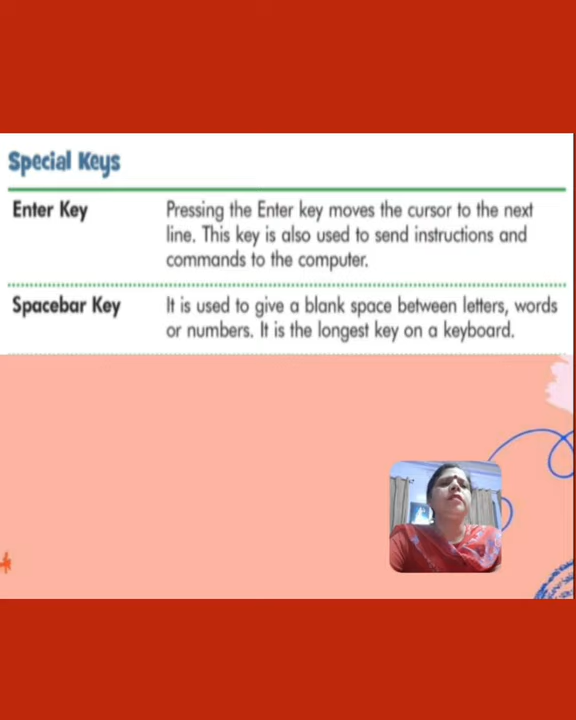 Special Keys
Enter Key
Pressing the Enter key moves the cursor to the next
line. This key is also used to send instructions and
commands to the computer.
Spacebar Key
It is used to give a blank space between letters, words
or numbers. It is the longest key on a keyboard.